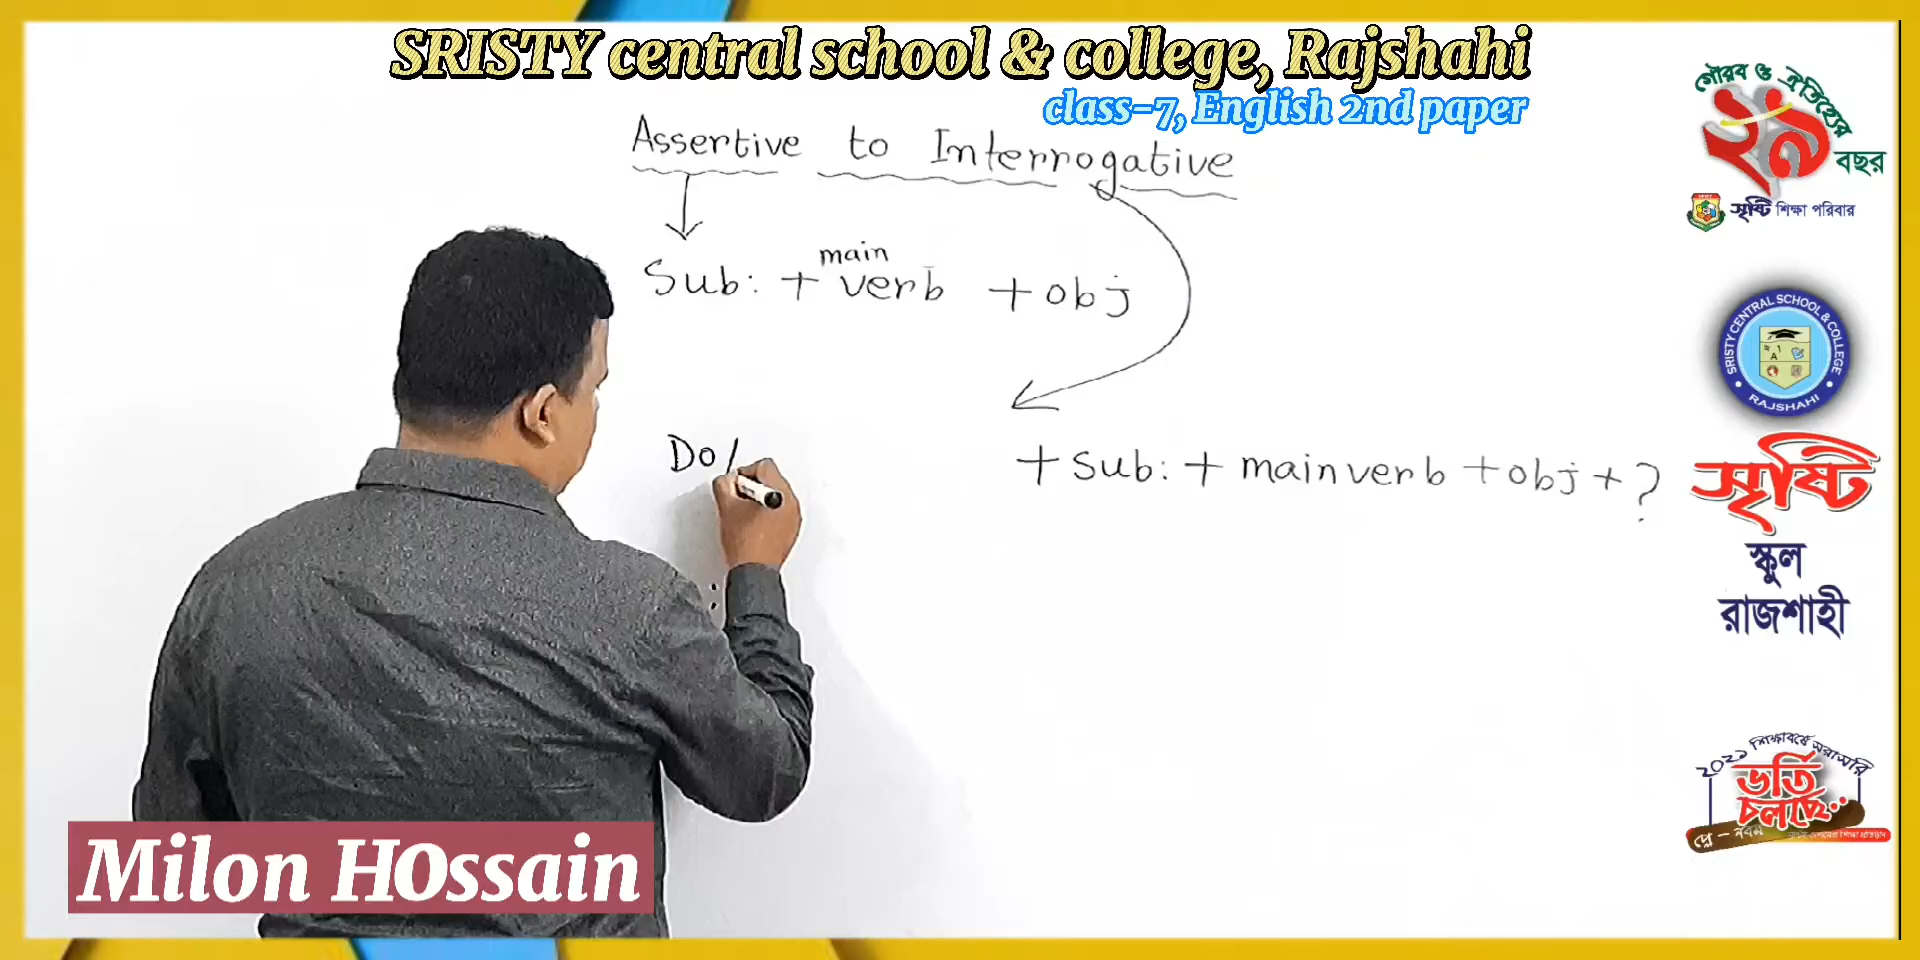 SRISTY central school & college, Rajshahi
class-7, English 2nd paper
Assertive to Interrogative
main
Sub: + verb + obj
Do/
+ sub: + main verb + obj + ?
Milon HOssain
গৌরব ও ঐতিহ্যের
২৯
বছর
সৃষ্টি শিক্ষা পরিবার
SRISTY CENTRAL SCHOOL & COLLEGE
RAJSHAHI
সৃষ্টি
স্কুল
রাজশাহী
২০২১ শিক্ষাবর্ষে সরাসরি
ভর্তি
চলছে..
প্লে - নবম